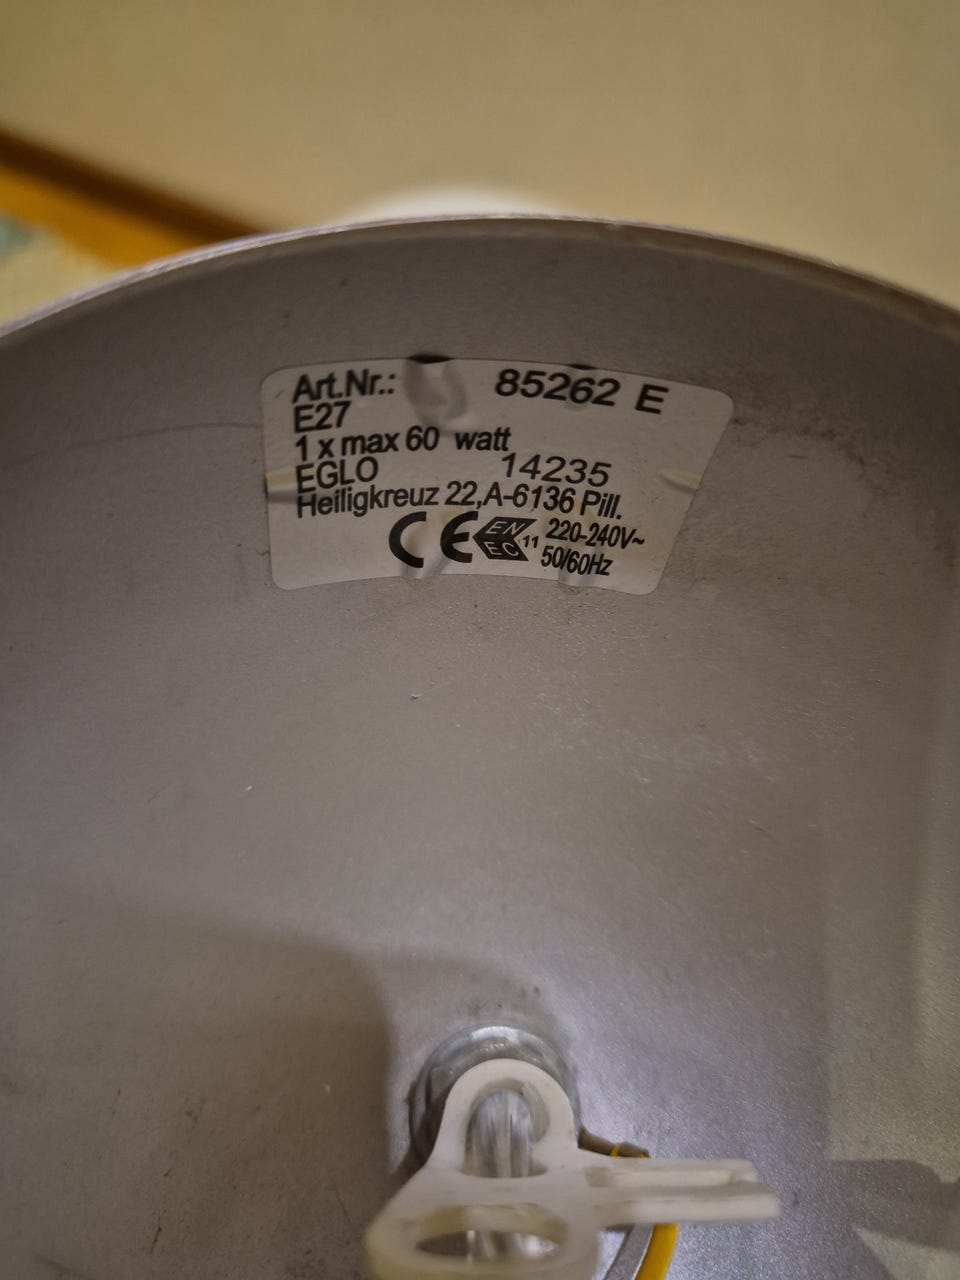 Art.Nr.: 85262 E
E27
1 x max 60 watt
EGLO 14235
Heiligkreuz 22,A-6136 Pill.
CE EN EC 11 220-240V~
50/60Hz